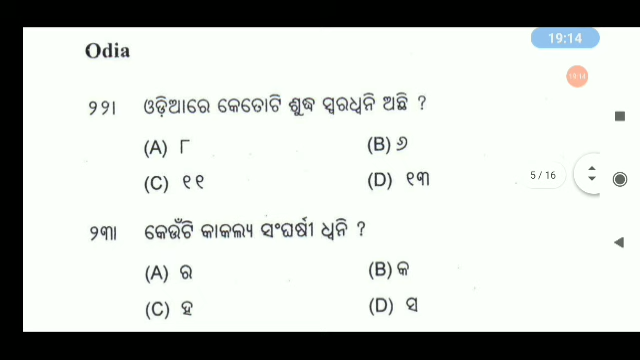 19:14
Odia
୨୨। ଓଡ଼ିଆରେ କେତୋଟି ଶୁଦ୍ଧ ସ୍ୱରଧ୍ୱନି ଅଛି ?
(A) ୮ (B) ୬
(C) ୧୧ (D) ୧୩
5 / 16
୨୩। କେଉଁଟି କାକଲ୍ୟ ସଂଘର୍ଷୀ ଧ୍ୱନି ?
(A) ର (B) କ
(C) ହ (D) ସ